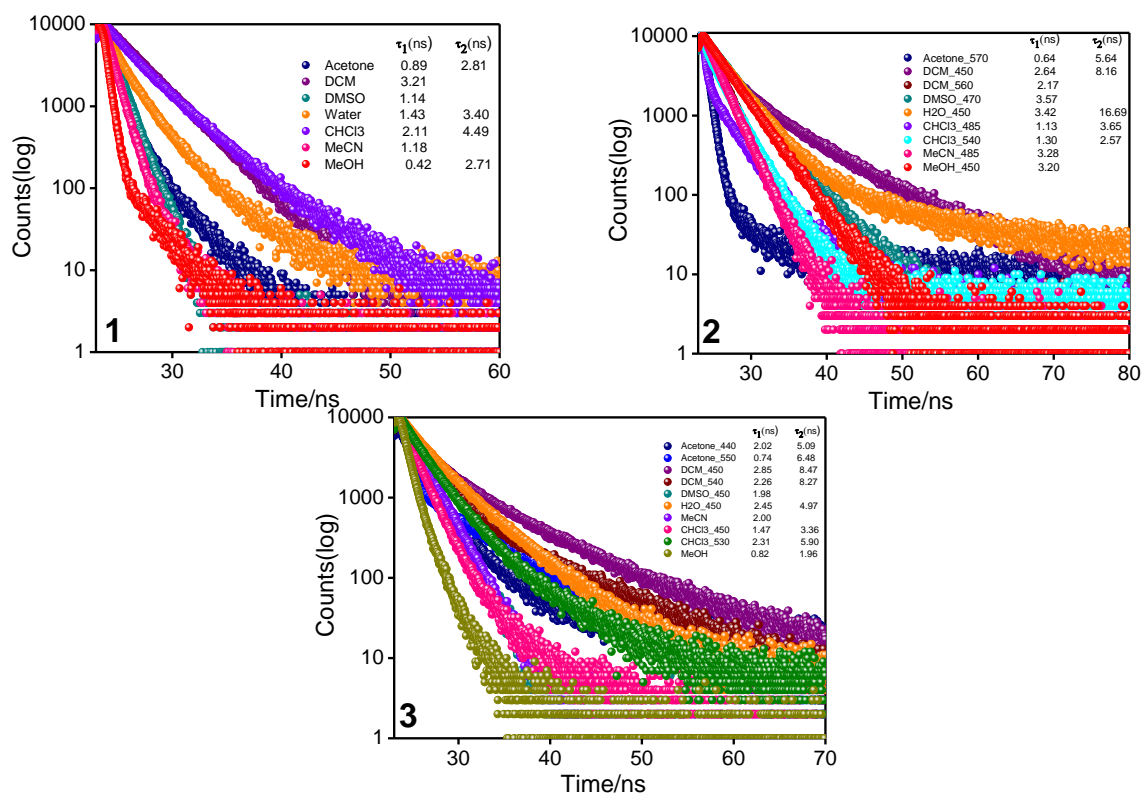 τ1(ns) τ2(ns)
Acetone 0.89 2.81
DCM 3.21
DMSO 1.14
Water 1.43 3.40
CHCl3 2.11 4.49
MeCN 1.18
MeOH 0.42 2.71
10000
1000
100
10
1
Counts(log)
1
30 40 50 60
Time/ns
τ1(ns) τ2(ns)
Acetone_570 0.64 5.64
DCM_450 2.64 8.16
DCM_560 2.17
DMSO_470 3.57
H2O_450 3.42 16.69
CHCl3_485 1.13 3.65
CHCl3_540 1.30 2.57
MeCN_485 3.28
MeOH_450 3.20
10000
1000
100
10
1
Counts(log)
2
30 40 50 60 70 80
Time/ns
τ1(ns) τ2(ns)
Acetone_440 2.02 5.09
Acetone_550 0.74 6.48
DCM_450 2.85 8.47
DCM_540 2.26 8.27
DMSO_450 1.98
H2O_450 2.45 4.97
MeCN 2.00
CHCl3_450 1.47 3.36
CHCl3_530 2.31 5.90
MeOH 0.82 1.96
10000
1000
100
10
1
Counts(log)
3
30 40 50 60 70
Time/ns